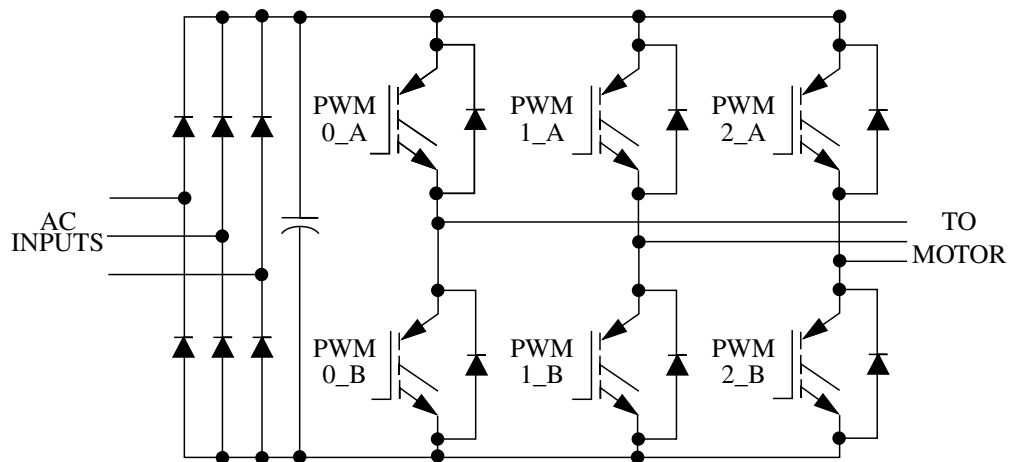 PWM
0_A
PWM
1_A
PWM
2_A
AC
INPUTS
TO
MOTOR
PWM
0_B
PWM
1_B
PWM
2_B